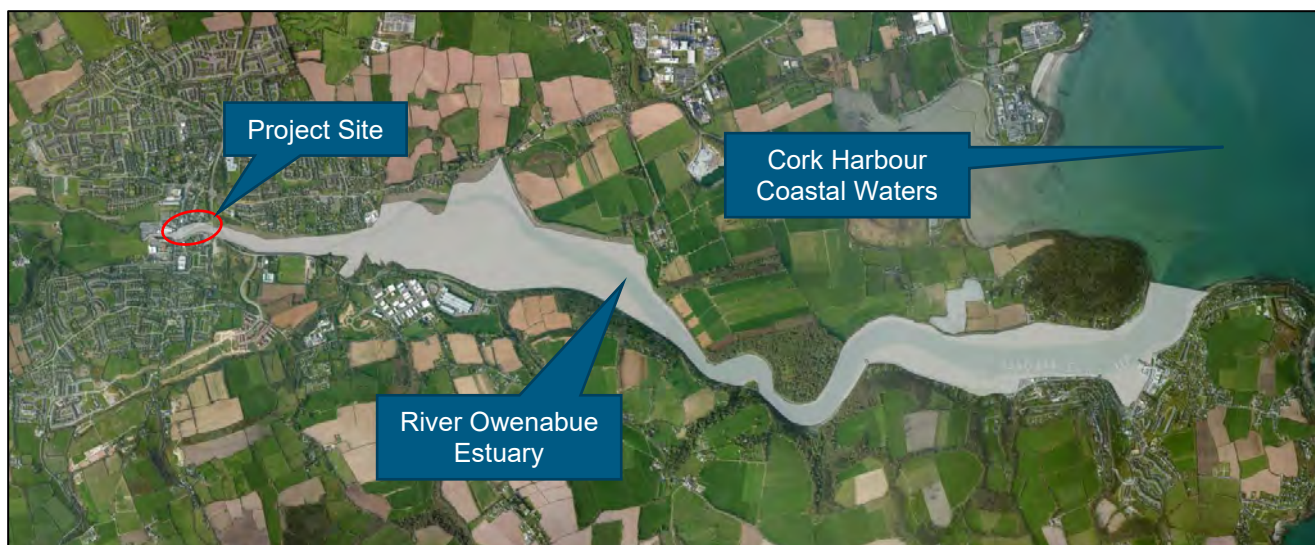 Project Site
Cork Harbour
Coastal Waters
River Owenabue
Estuary